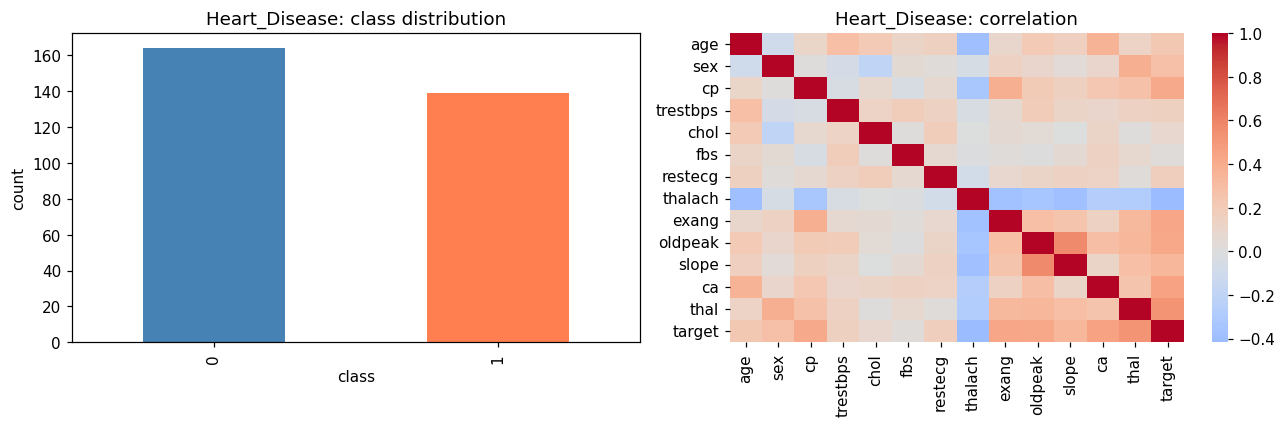 Heart_Disease: class distribution
count
160
140
120
100
80
60
40
20
0
0
1
class
Heart_Disease: correlation
age
sex
cp
trestbps
chol
fbs
restecg
thalach
exang
oldpeak
slope
ca
thal
target
age
sex
cp
trestbps
chol
fbs
restecg
thalach
exang
oldpeak
slope
ca
thal
target
1.0
0.8
0.6
0.4
0.2
0.0
−0.2
−0.4